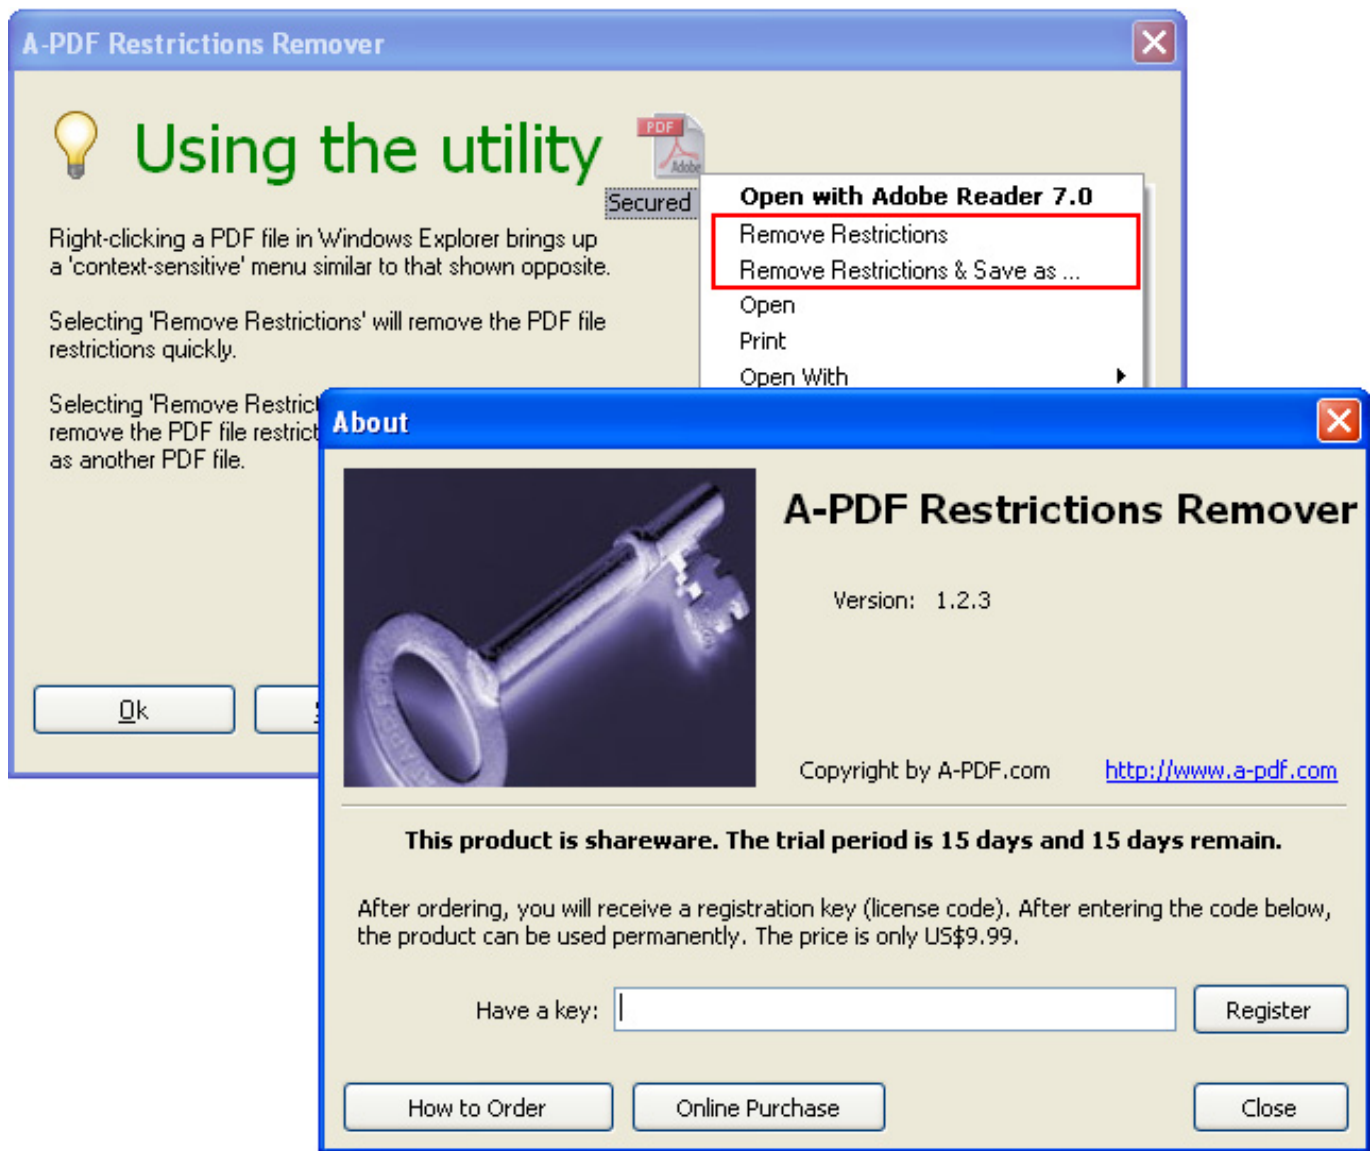 A-PDF Restrictions Remover
Using the utility
PDF
Adobe
Secured
Right-clicking a PDF file in Windows Explorer brings up
a 'context-sensitive' menu similar to that shown opposite.
Selecting 'Remove Restrictions' will remove the PDF file
restrictions quickly.
Selecting 'Remove Restrict
remove the PDF file restrict
as another PDF file.
Open with Adobe Reader 7.0
Remove Restrictions
Remove Restrictions & Save as ...
Open
Print
Open With
Ok
About
A-PDF Restrictions Remover
Version: 1.2.3
Copyright by A-PDF.com http://www.a-pdf.com
This product is shareware. The trial period is 15 days and 15 days remain.
After ordering, you will receive a registration key (license code). After entering the code below,
the product can be used permanently. The price is only US$9.99.
Have a key:
Register
How to Order
Online Purchase
Close